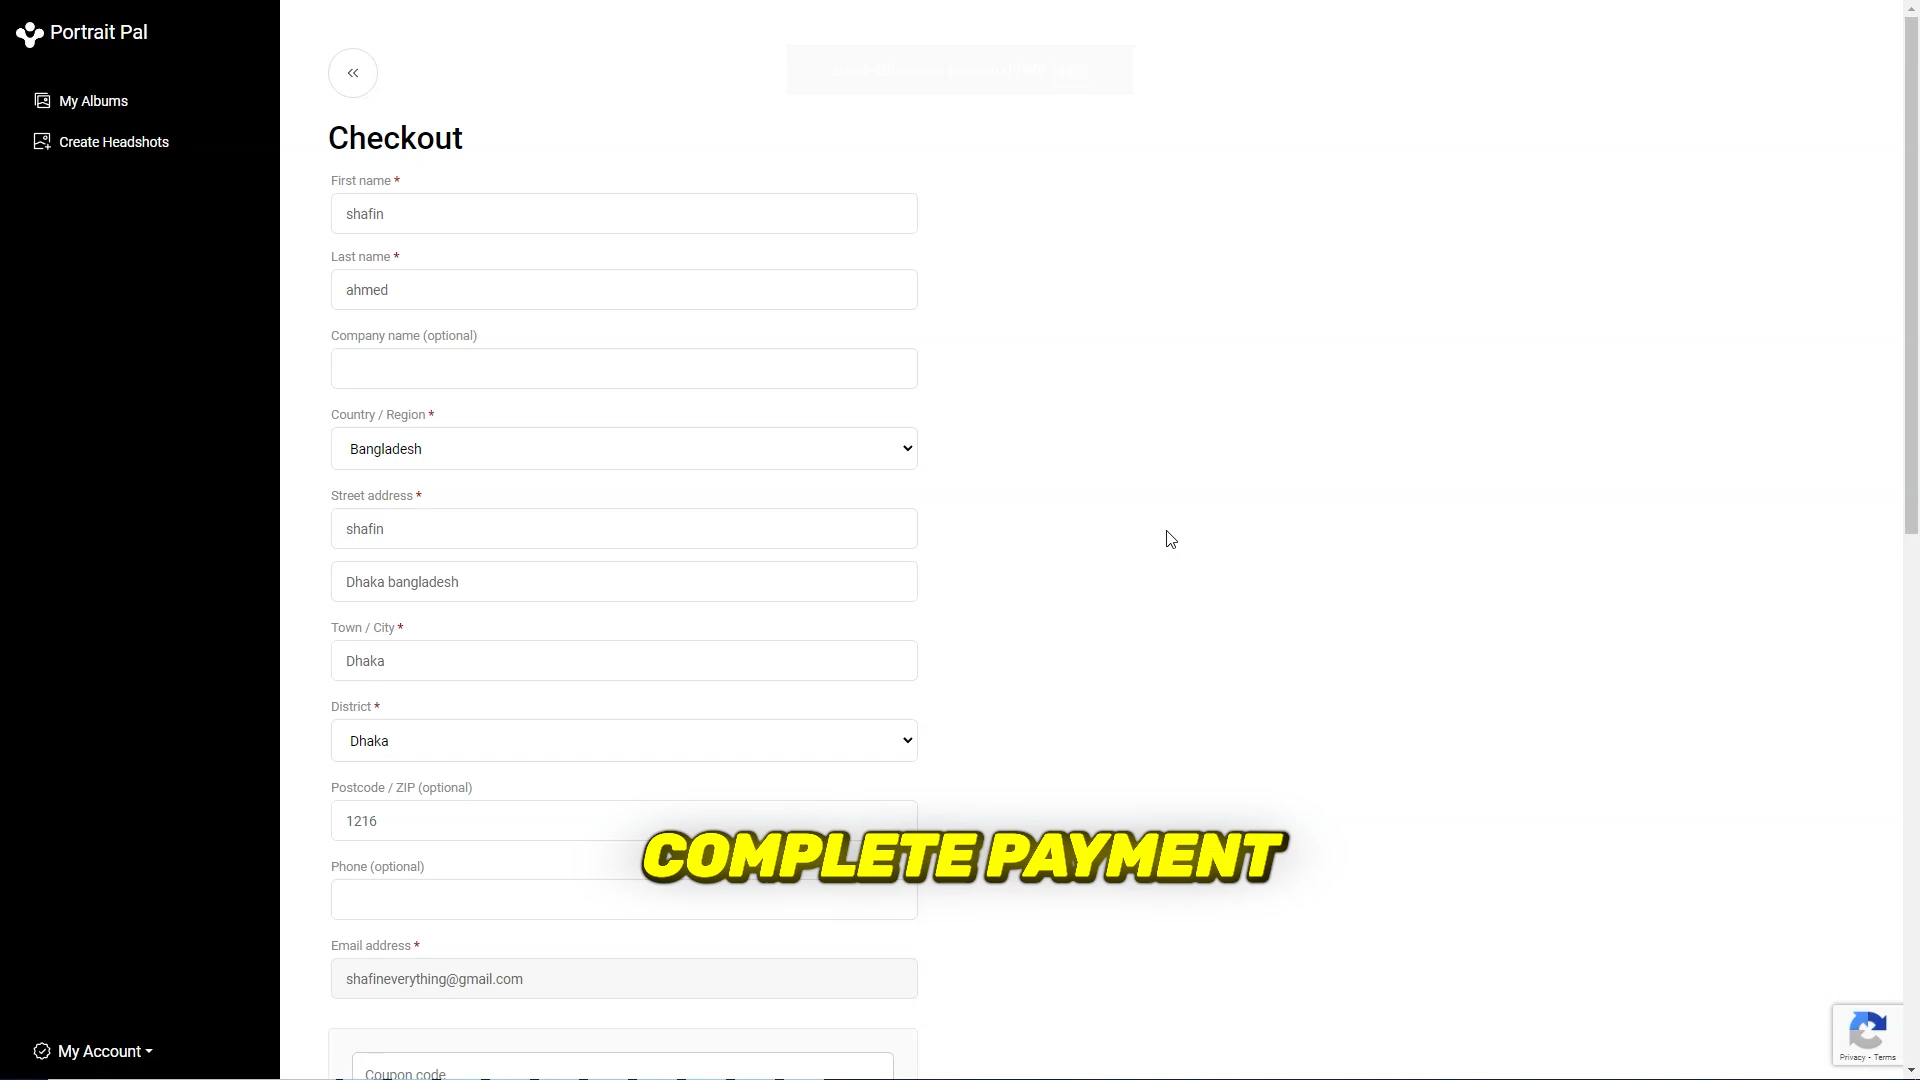 Portrait Pal
My Albums
Create Headshots
Checkout
First name *
shafin
Last name *
ahmed
Company name (optional)
Country / Region *
Bangladesh
Street address *
shafin
Dhaka bangladesh
Town / City *
Dhaka
District *
Dhaka
Postcode / ZIP (optional)
1216
COMPLETE PAYMENT
Phone (optional)
Email address *
shafineverything@gmail.com
Coupon code
My Account
Privacy - Terms